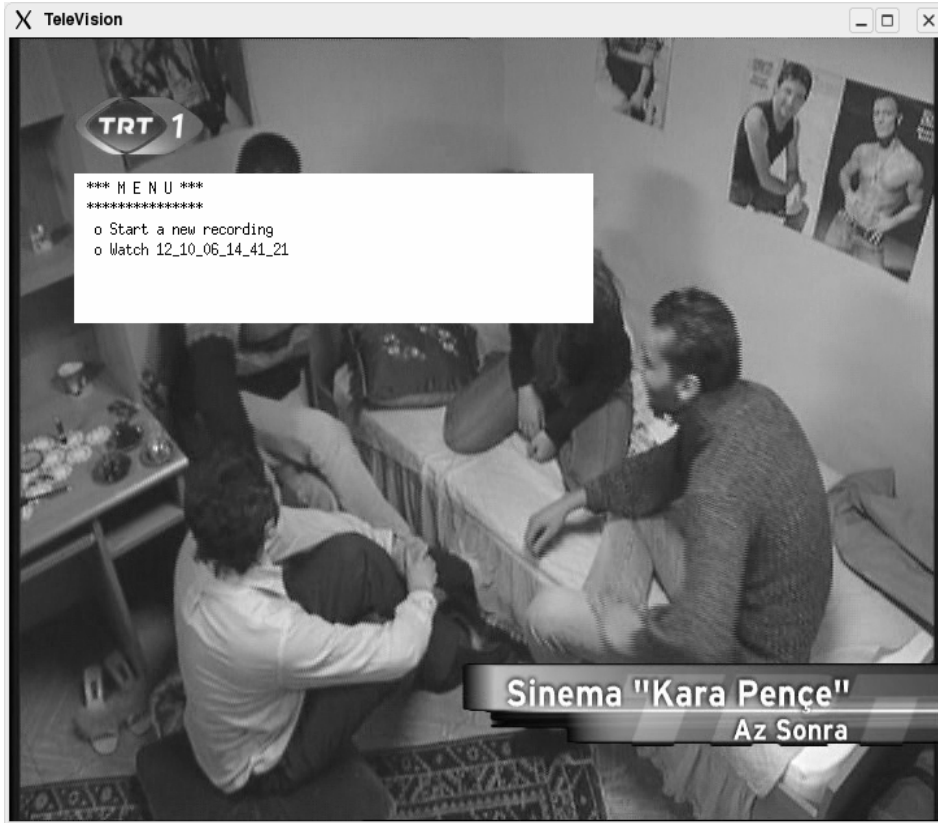 TeleVision
TRT 1
*** M E N U ***
***************
o Start a new recording
o Watch 12_10_06_14_41_21
Sinema "Kara Pençe"
Az Sonra